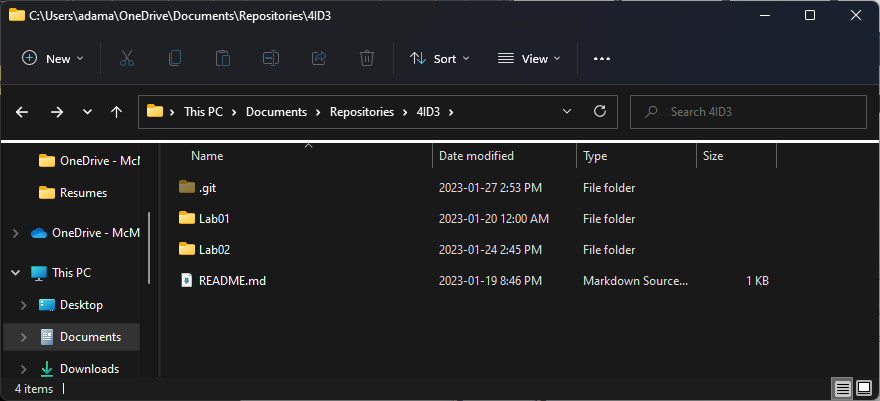 C:\Users\adama\OneDrive\Documents\Repositories\4ID3
New Sort View
This PC Documents Repositories 4ID3 Search 4ID3
Name Date modified Type Size
OneDrive - McM
.git 2023-01-27 2:53 PM File folder
Resumes
Lab01 2023-01-20 12:00 AM File folder
OneDrive - McM
Lab02 2023-01-24 2:45 PM File folder
This PC
README.md 2023-01-19 8:46 PM Markdown Source... 1 KB
Desktop
Documents
Downloads
4 items